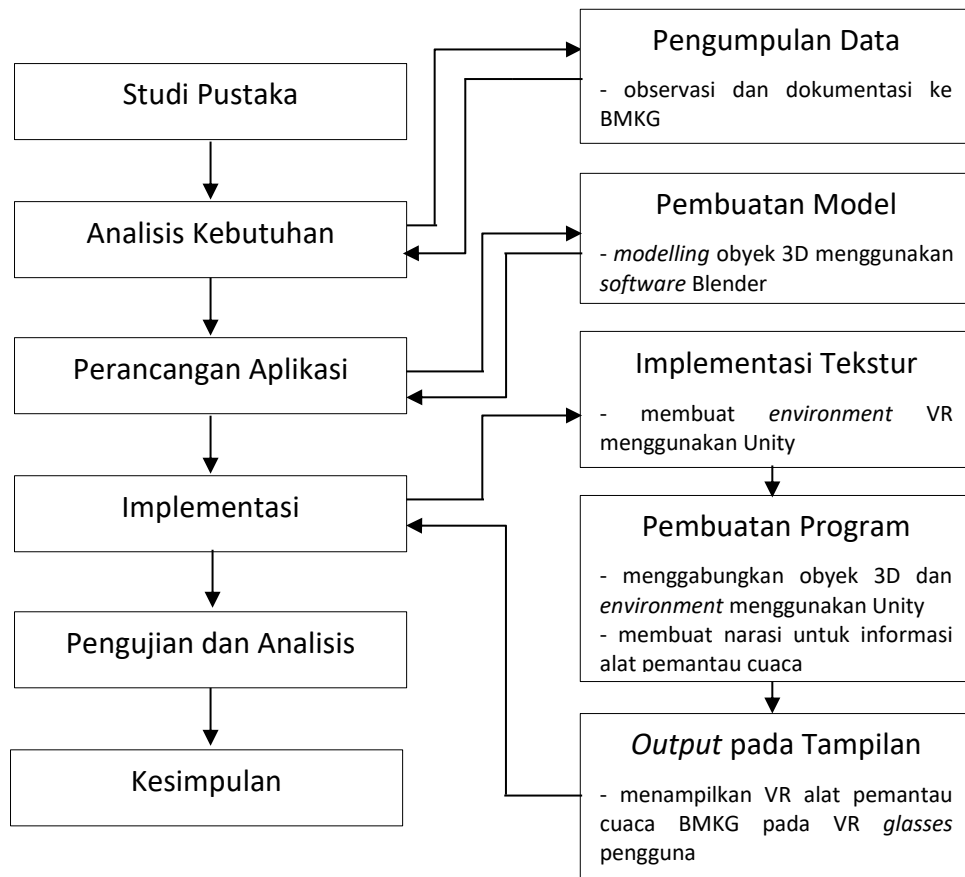 Studi Pustaka
Analisis Kebutuhan
Perancangan Aplikasi
Implementasi
Pengujian dan Analisis
Kesimpulan
Pengumpulan Data
- observasi dan dokumentasi ke
BMKG
Pembuatan Model
- modelling obyek 3D menggunakan
software Blender
Implementasi Tekstur
- membuat environment VR
menggunakan Unity
Pembuatan Program
- menggabungkan obyek 3D dan
environment menggunakan Unity
- membuat narasi untuk informasi
alat pemantau cuaca
Output pada Tampilan
- menampilkan VR alat pemantau
cuaca BMKG pada VR glasses
pengguna